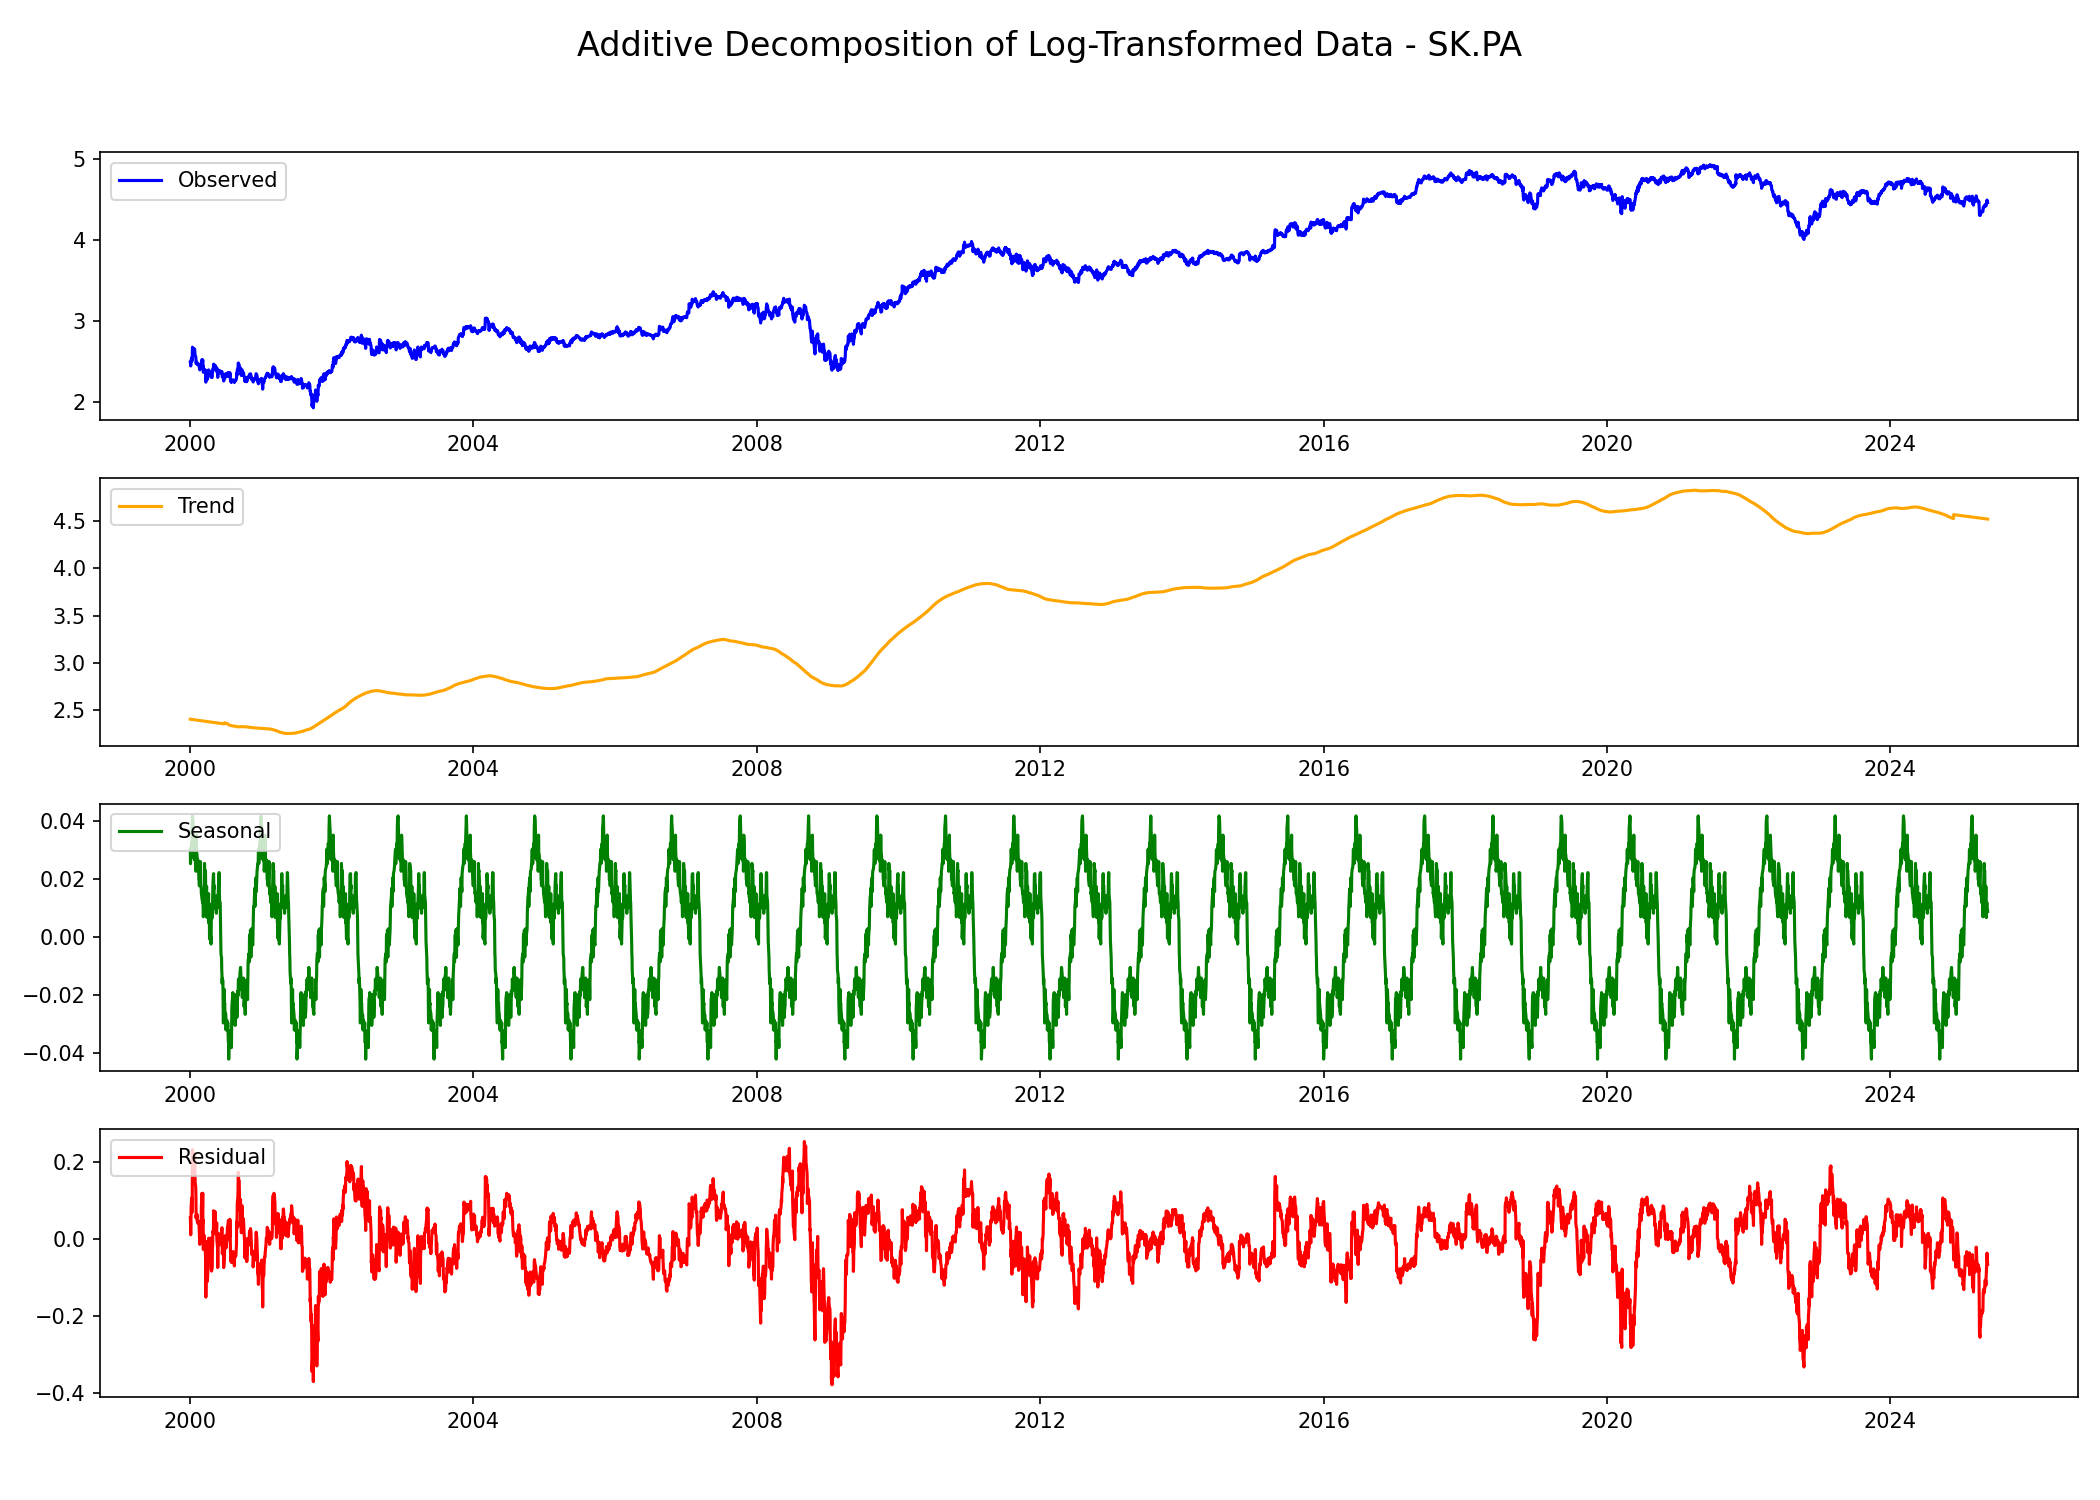 Additive Decomposition of Log-Transformed Data - SK.PA
5
4
3
2
Observed
2000 2004 2008 2012 2016 2020 2024
4.5
4.0
3.5
3.0
2.5
Trend
2000 2004 2008 2012 2016 2020 2024
0.04
0.02
0.00
−0.02
−0.04
Seasonal
2000 2004 2008 2012 2016 2020 2024
0.2
0.0
−0.2
−0.4
Residual
2000 2004 2008 2012 2016 2020 2024